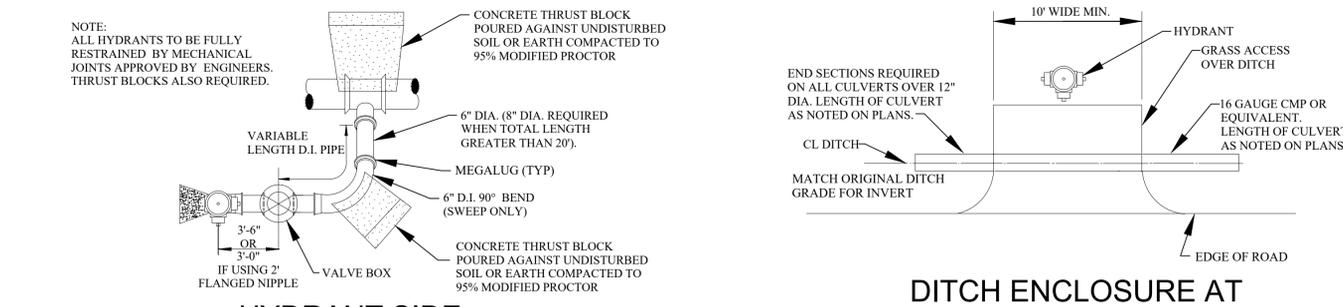 NOTE:
ALL HYDRANTS TO BE FULLY
RESTRAINED BY MECHANICAL
JOINTS APPROVED BY ENGINEERS.
THRUST BLOCKS ALSO REQUIRED.
CONCRETE THRUST BLOCK
POURED AGAINST UNDISTURBED
SOIL OR EARTH COMPACTED TO
95% MODIFIED PROCTOR
VARIABLE
LENGTH D.I. PIPE
6" DIA. (8" DIA. REQUIRED
WHEN TOTAL LENGTH
GREATER THAN 20').
MEGALUG (TYP)
6" D.I. 90° BEND
(SWEEP ONLY)
3'-6"
OR
3'-0"
IF USING 2'
FLANGED NIPPLE
VALVE BOX
CONCRETE THRUST BLOCK
POURED AGAINST UNDISTURBED
SOIL OR EARTH COMPACTED TO
95% MODIFIED PROCTOR
HYDRANT SIDE
10' WIDE MIN.
HYDRANT
GRASS ACCESS
OVER DITCH
END SECTIONS REQUIRED
ON ALL CULVERTS OVER 12"
DIA. LENGTH OF CULVERT
AS NOTED ON PLANS.
16 GAUGE CMP OR
EQUIVALENT.
LENGTH OF CULVER
AS NOTED ON PLANS
CL DITCH
MATCH ORIGINAL DITCH
GRADE FOR INVERT
EDGE OF ROAD
DITCH ENCLOSURE AT